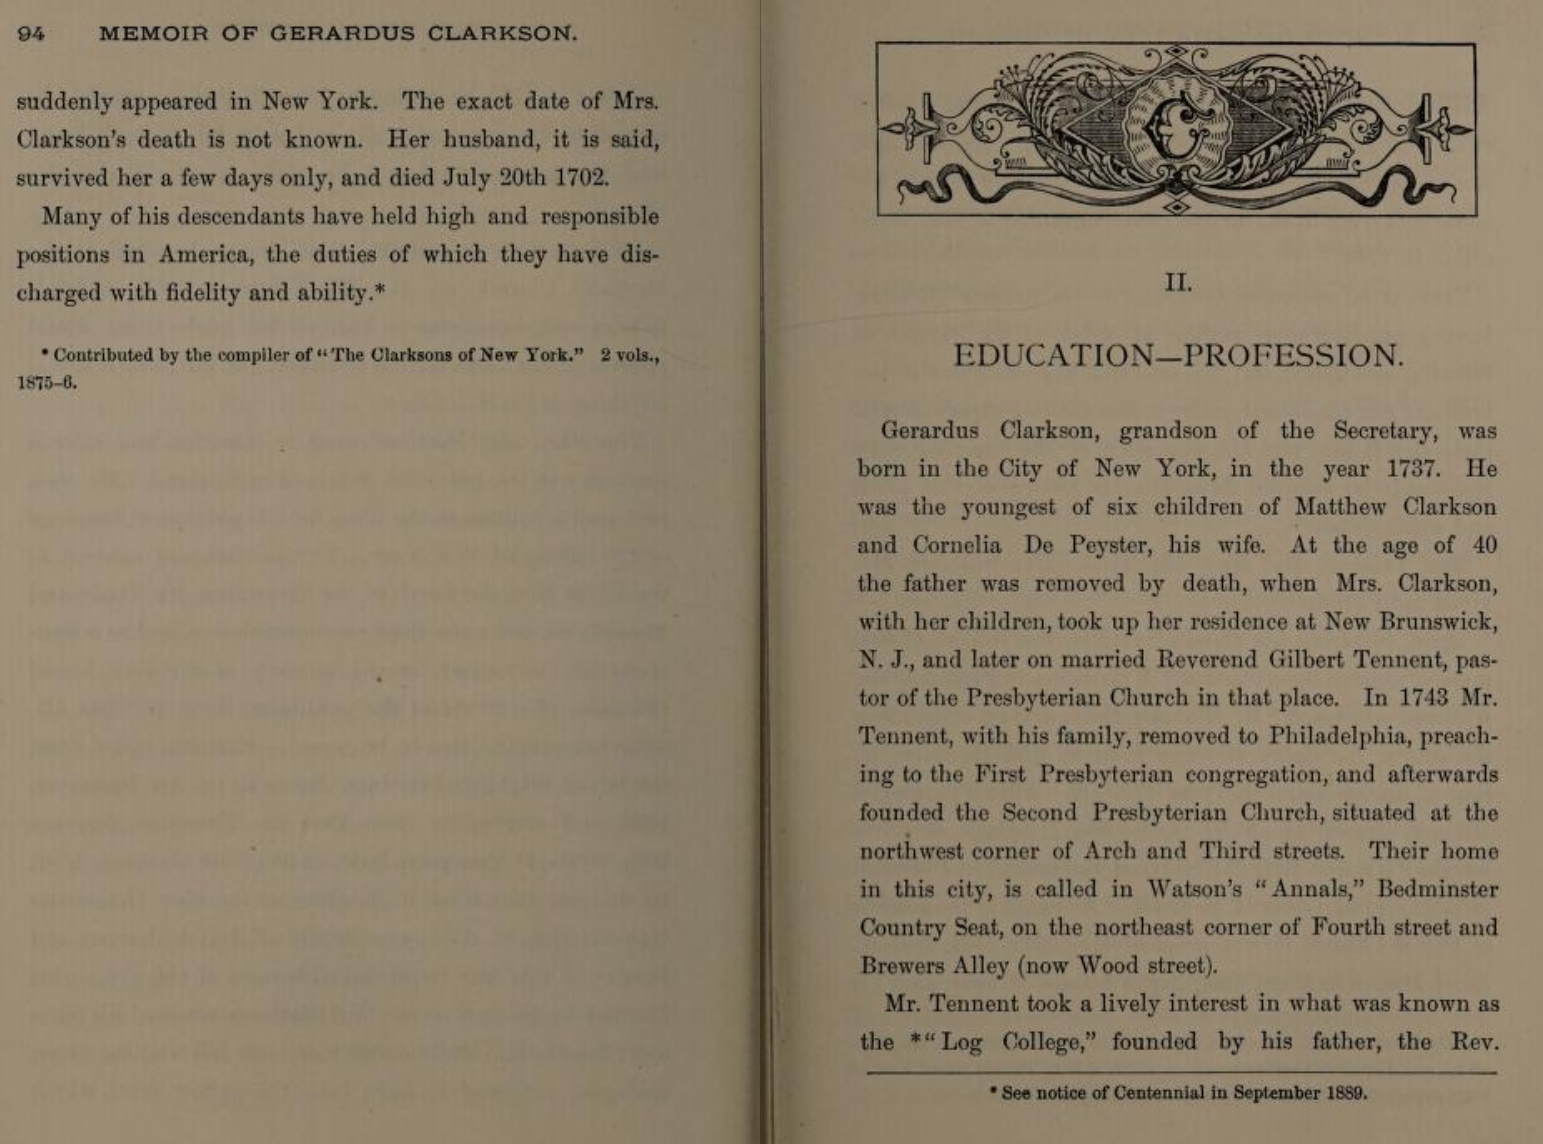 94 MEMOIR OF GERARDUS CLARKSON.
suddenly appeared in New York. The exact date of Mrs.
Clarkson's death is not known. Her husband, it is said,
survived her a few days only, and died July 20th 1702.
Many of his descendants have held high and responsible
positions in America, the duties of which they have dis-
charged with fidelity and ability.*
* Contributed by the compiler of "The Clarksons of New York." 2 vols.,
1875-6.
C
II.
EDUCATION—PROFESSION.
Gerardus Clarkson, grandson of the Secretary, was
born in the City of New York, in the year 1737. He
was the youngest of six children of Matthew Clarkson
and Cornelia De Peyster, his wife. At the age of 40
the father was removed by death, when Mrs. Clarkson,
with her children, took up her residence at New Brunswick,
N. J., and later on married Reverend Gilbert Tennent, pas-
tor of the Presbyterian Church in that place. In 1743 Mr.
Tennent, with his family, removed to Philadelphia, preach-
ing to the First Presbyterian congregation, and afterwards
founded the Second Presbyterian Church, situated at the
northwest corner of Arch and Third streets. Their home
in this city, is called in Watson's "Annals," Bedminster
Country Seat, on the northeast corner of Fourth street and
Brewers Alley (now Wood street).
Mr. Tennent took a lively interest in what was known as
the *"Log College," founded by his father, the Rev.
* See notice of Centennial in September 1889.